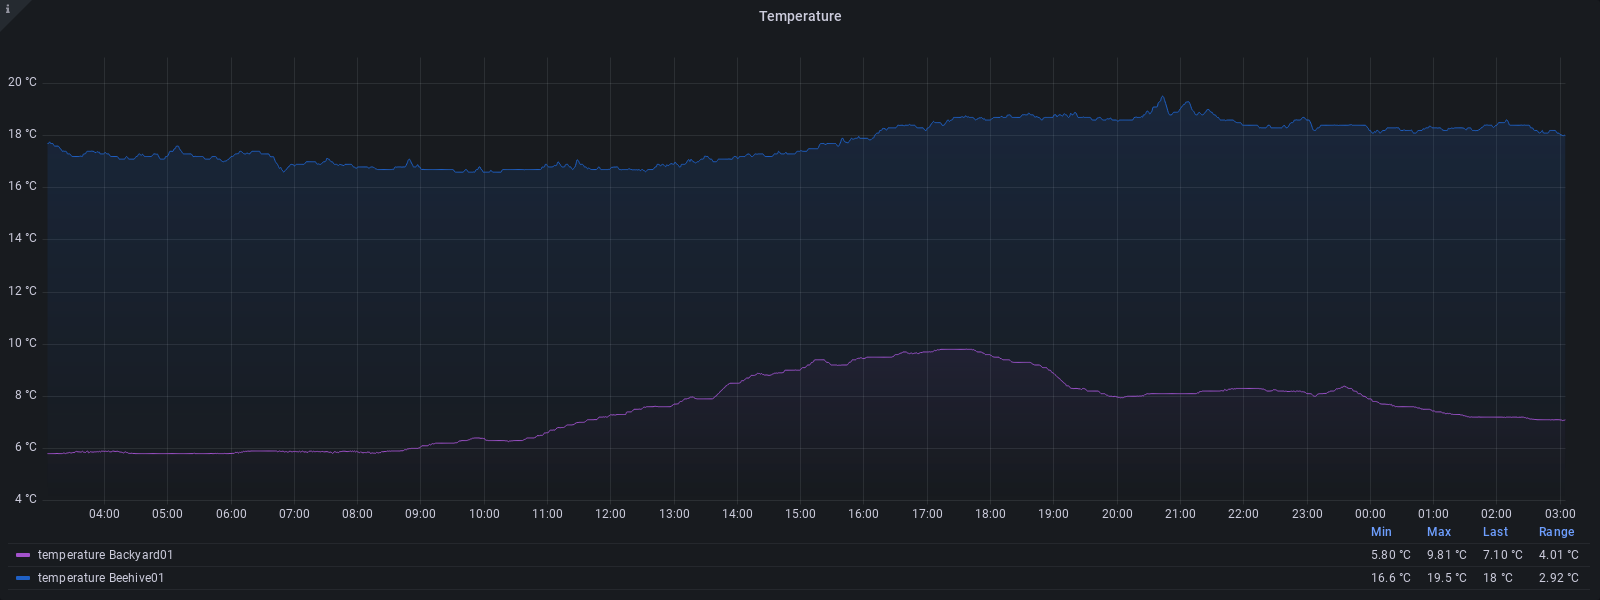 i
Temperature
20 °C
18 °C
16 °C
14 °C
12 °C
10 °C
8 °C
6 °C
4 °C
04:00 05:00 06:00 07:00 08:00 09:00 10:00 11:00 12:00 13:00 14:00 15:00 16:00 17:00 18:00 19:00 20:00 21:00 22:00 23:00 00:00 01:00 02:00 03:00
Min Max Last Range
temperature Backyard01 5.80 °C 9.81 °C 7.10 °C 4.01 °C
temperature Beehive01 16.6 °C 19.5 °C 18 °C 2.92 °C